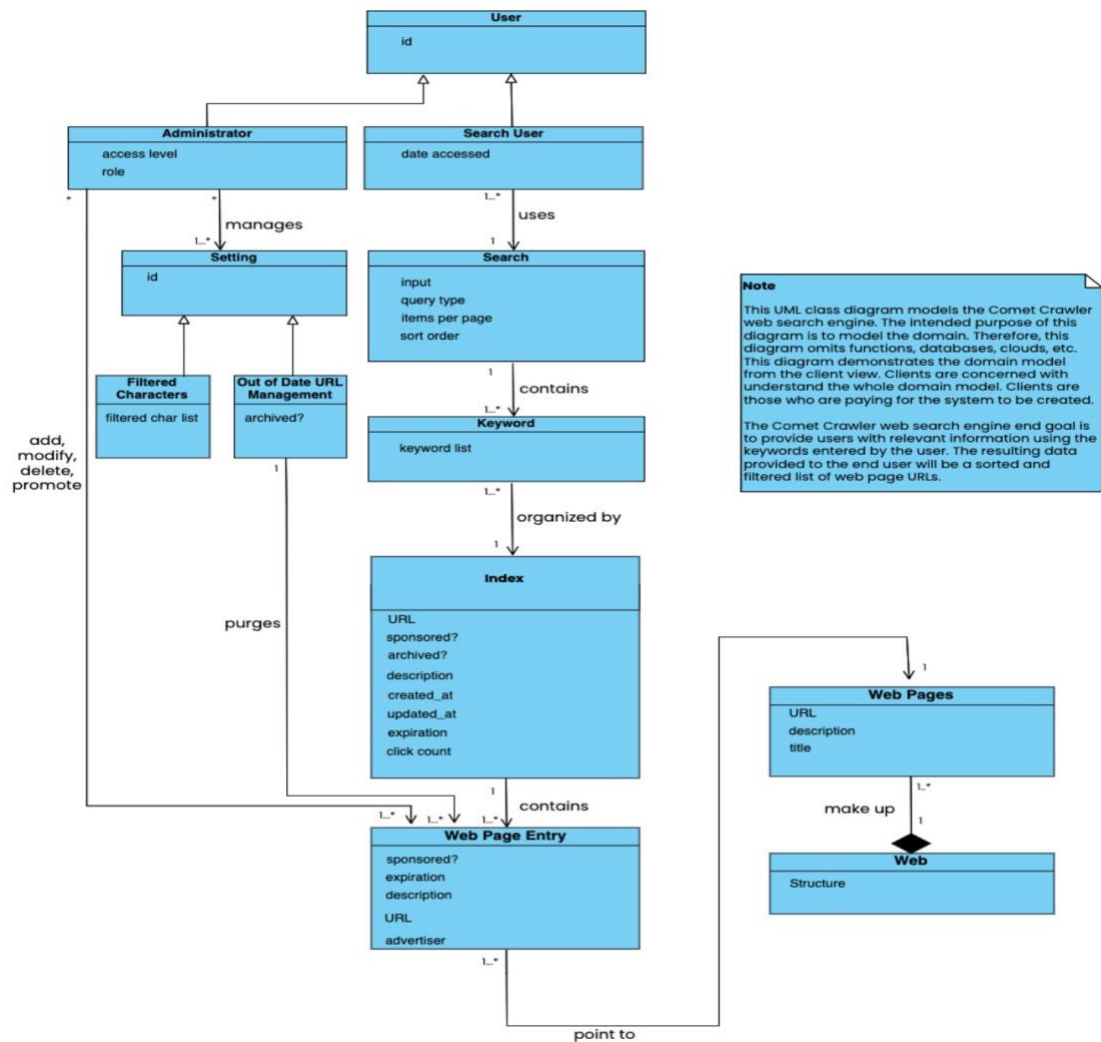 User
id
Administrator
access level
role
Search User
date accessed
*
*
1...*
manages
uses
1...*
1
Setting
id
Search
input
query type
items per page
sort order
Note
This UML class diagram models the Comet Crawler
web search engine. The intended purpose of this
diagram is to model the domain. Therefore, this
diagram omits functions, databases, clouds, etc.
This diagram demonstrates the domain model
from the client view. Clients are concerned with
understand the whole domain model. Clients are
those who are paying for the system to be created.
The Comet Crawler web search engine end goal is
to provide users with relevant information using the
keywords entered by the user. The resulting data
provided to the end user will be a sorted and
filtered list of web page URLs.
1
contains
1...*
Filtered
Characters
filtered char list
Out of Date URL
Management
archived?
Keyword
keyword list
add,
modify,
delete,
promote
1
1...*
organized by
1
Index
URL
sponsored?
archived?
description
created_at
updated_at
expiration
click count
purges
1
Web Pages
URL
description
title
1
contains
1...*
1...*
1...*
1..*
make up
1
Web Page Entry
sponsored?
expiration
description
URL
advertiser
Web
Structure
1...*
point to